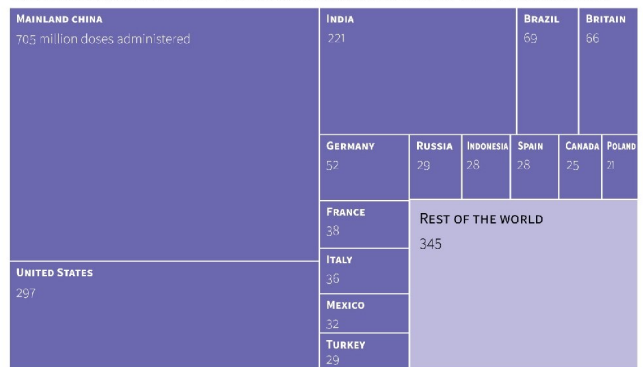 MAINLAND CHINA
705 million doses administered
INDIA
221
BRAZIL
69
BRITAIN
66
GERMANY
52
RUSSIA
29
INDONESIA
28
SPAIN
28
CANADA
25
POLAND
21
FRANCE
38
REST OF THE WORLD
345
ITALY
36
UNITED STATES
297
MEXICO
32
TURKEY
29